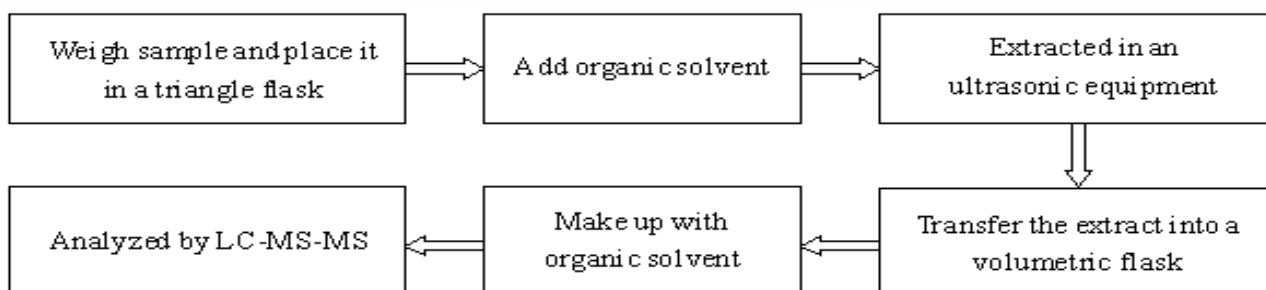 Weigh sample and place it
in a triangle flask
Add organic solvent
Extracted in an
ultrasonic equipment
Transfer the extract into a
volumetric flask
Make up with
organic solvent
Analyzed by LC-MS-MS